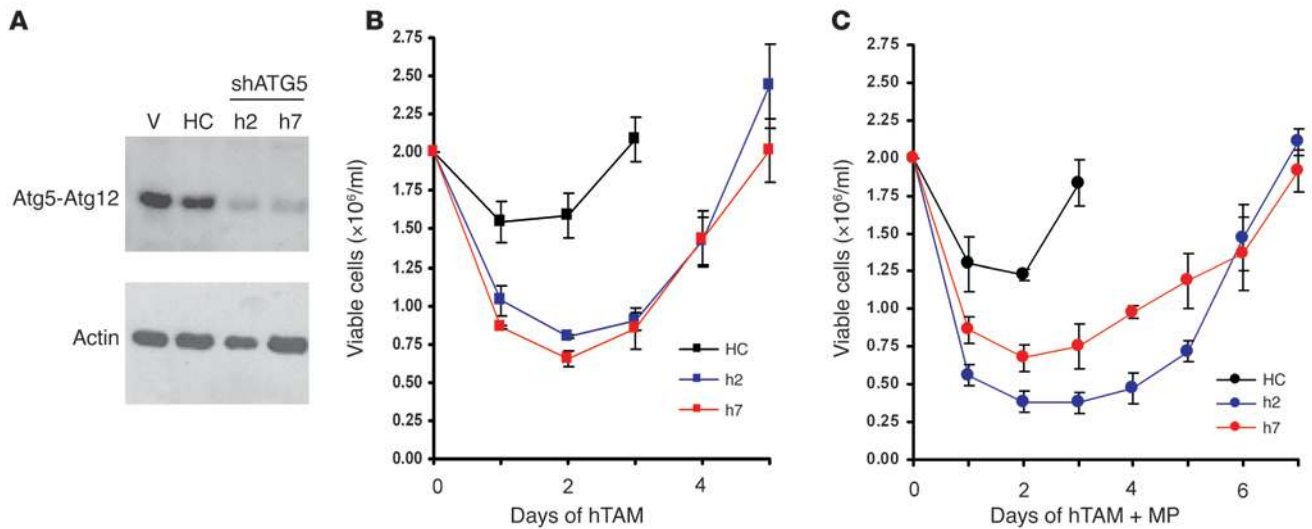 A
shATG5
V HC h2 h7
Atg5-Atg12
Actin
B
Viable cells (×10⁶/ml)
2.75
2.50
2.25
2.00
1.75
1.50
1.25
1.00
0.75
0.50
0.25
0.00
HC
h2
h7
0 2 4
Days of hTAM
C
Viable cells (×10⁶/ml)
2.75
2.50
2.25
2.00
1.75
1.50
1.25
1.00
0.75
0.50
0.25
0.00
HC
h2
h7
0 2 4 6
Days of hTAM + MP